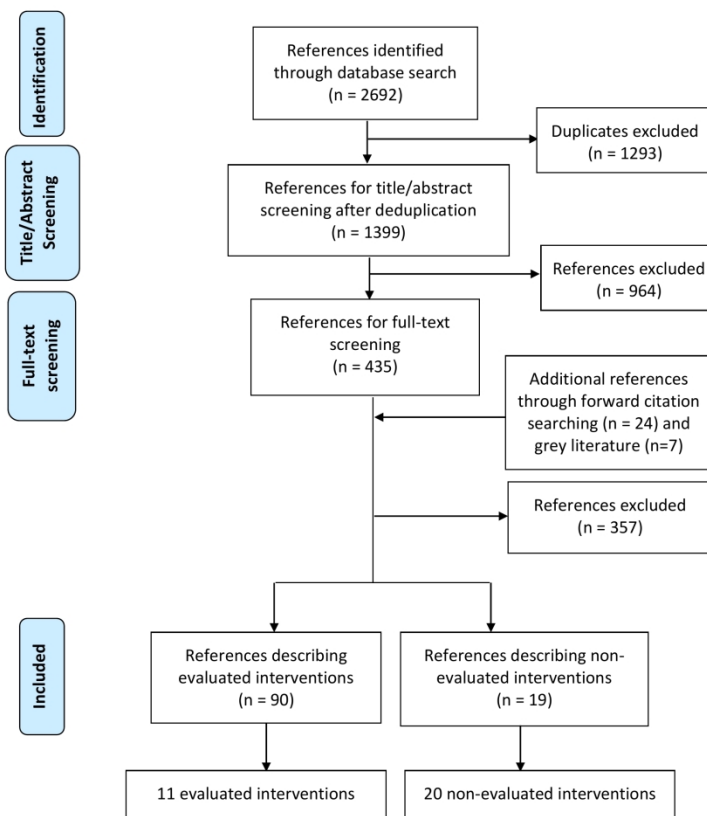 Identification
References identified
through database search
(n = 2692)
Duplicates excluded
(n = 1293)
Title/Abstract
Screening
References for title/abstract
screening after deduplication
(n = 1399)
References excluded
(n = 964)
Full-text
screening
References for full-text
screening
(n = 435)
Additional references
through forward citation
searching (n = 24) and
grey literature (n=7)
References excluded
(n = 357)
Included
References describing
evaluated interventions
(n = 90)
References describing non-
evaluated interventions
(n = 19)
11 evaluated interventions
20 non-evaluated interventions